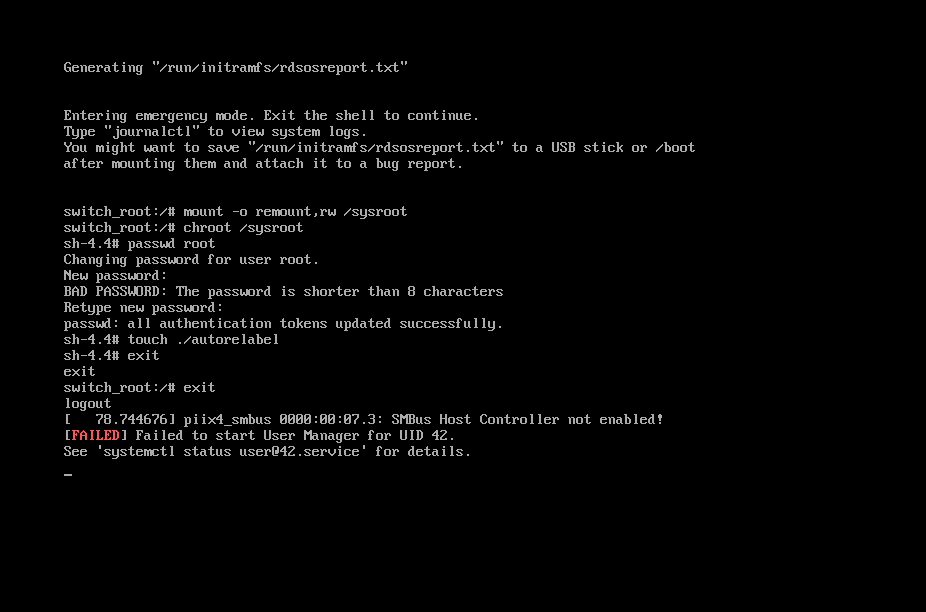 Generating "/run/initramfs/rdsosreport.txt"
Entering emergency mode. Exit the shell to continue.
Type "journalctl" to view system logs.
You might want to save "/run/initramfs/rdsosreport.txt" to a USB stick or /boot
after mounting them and attach it to a bug report.
switch_root:/# mount -o remount,rw /sysroot
switch_root:/# chroot /sysroot
sh-4.4# passwd root
Changing password for user root.
New password:
BAD PASSWORD: The password is shorter than 8 characters
Retype new password:
passwd: all authentication tokens updated successfully.
sh-4.4# touch ./autorelabel
sh-4.4# exit
exit
switch_root:/# exit
logout
[   78.744676] piix4_smbus 0000:00:07.3: SMBus Host Controller not enabled!
[FAILED] Failed to start User Manager for UID 42.
See 'systemctl status user@42.service' for details.
_